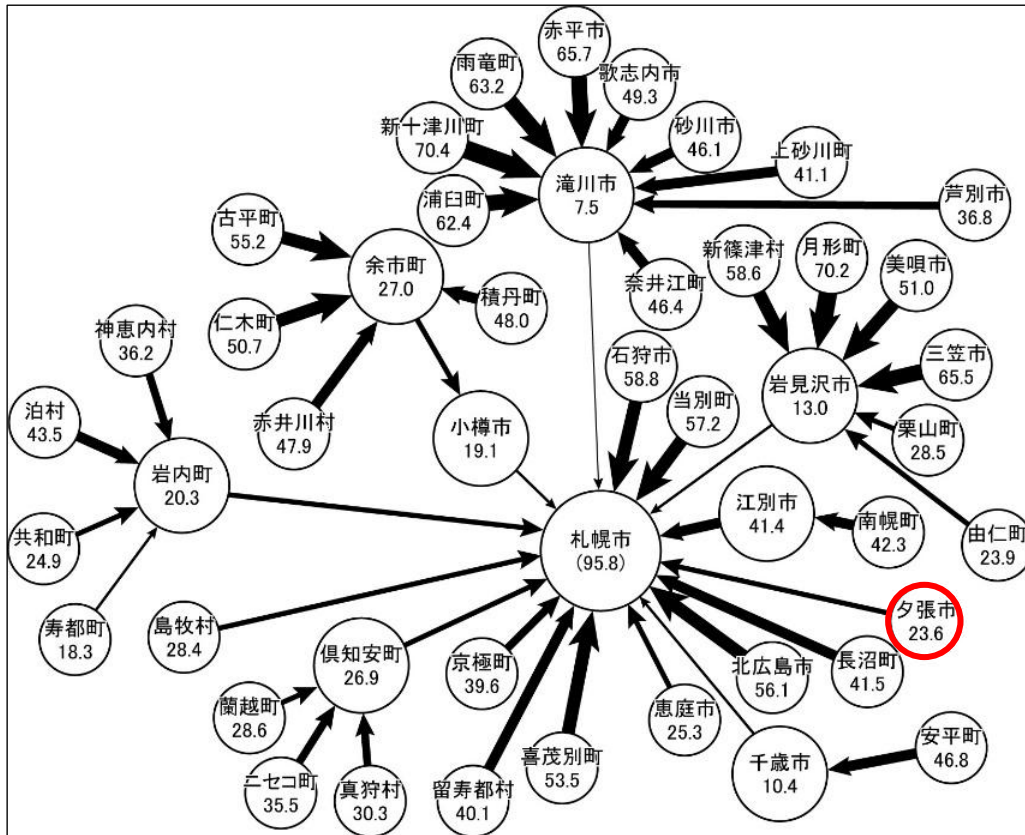 赤平市
65.7
雨竜町
63.2
歌志内市
49.3
新十津川町
70.4
砂川市
46.1
上砂川町
41.1
滝川市
7.5
浦臼町
62.4
芦別市
36.8
古平町
55.2
余市町
27.0
奈井江町
46.4
新篠津村
58.6
月形町
70.2
美唄市
51.0
仁木町
50.7
積丹町
48.0
神恵内村
36.2
石狩市
58.8
岩見沢市
13.0
三笠市
65.5
泊村
43.5
赤井川村
47.9
小樽市
19.1
当別町
57.2
栗山町
28.5
岩内町
20.3
江別市
41.4
南幌町
42.3
由仁町
23.9
共和町
24.9
札幌市
(95.8)
寿都町
18.3
島牧村
28.4
夕張市
23.6
倶知安町
26.9
京極町
39.6
北広島市
56.1
長沼町
41.5
蘭越町
28.6
恵庭市
25.3
ニセコ町
35.5
真狩村
30.3
留寿都村
40.1
喜茂別町
53.5
千歳市
10.4
安平町
46.8